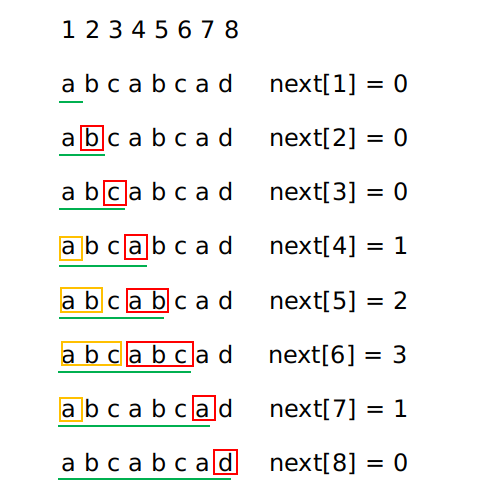 1 2 3 4 5 6 7 8
a b c a b c a d next[1] = 0
a b c a b c a d next[2] = 0
a b c a b c a d next[3] = 0
a b c a b c a d next[4] = 1
a b c a b c a d next[5] = 2
a b c a b c a d next[6] = 3
a b c a b c a d next[7] = 1
a b c a b c a d next[8] = 0